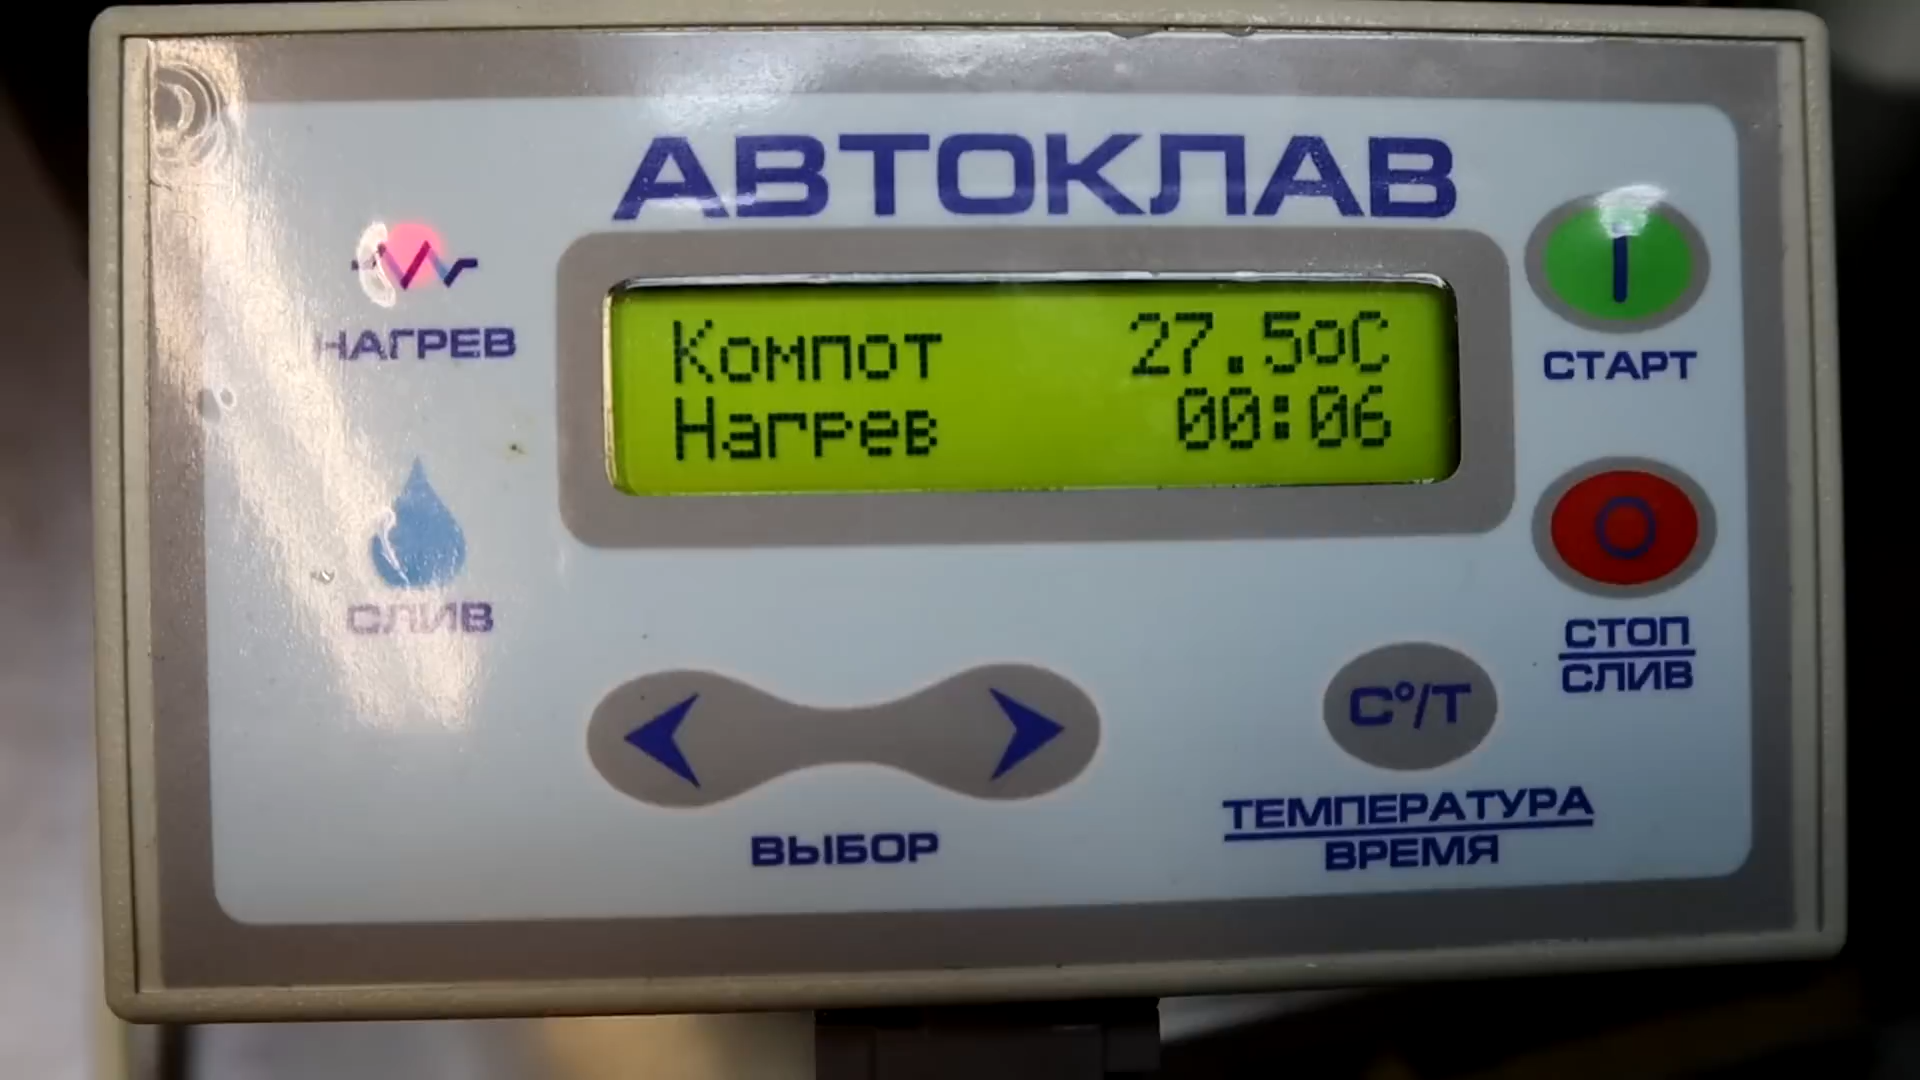 АВТОКЛАВ
НАГРЕВ
Компот 27.5oC
Нагрев 00:06
СТАРТ
СЛИВ
СТОП
СЛИВ
C°/T
ВЫБОР
ТЕМПЕРАТУРА
ВРЕМЯ